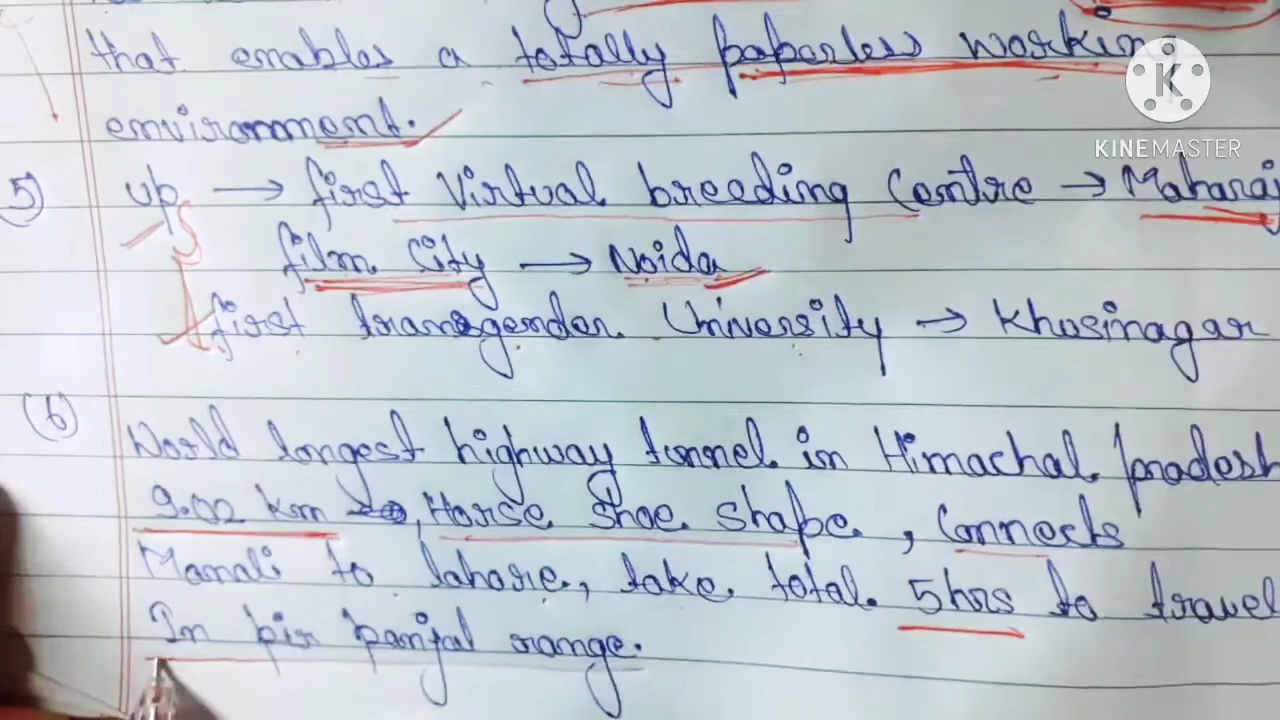 that enables a totally paperless workin
environment.
5) UP → first Virtual breeding Centre → Maharaj
film City → Noida
first transgender University → Khusinagar
(6) World longest highway tunnel in Himachal pradesh
9.02 km , Horse shoe shape, Connects
Manali to lahore, take total 5hrs to travel
In pir panjal range.
K
KINEMASTER